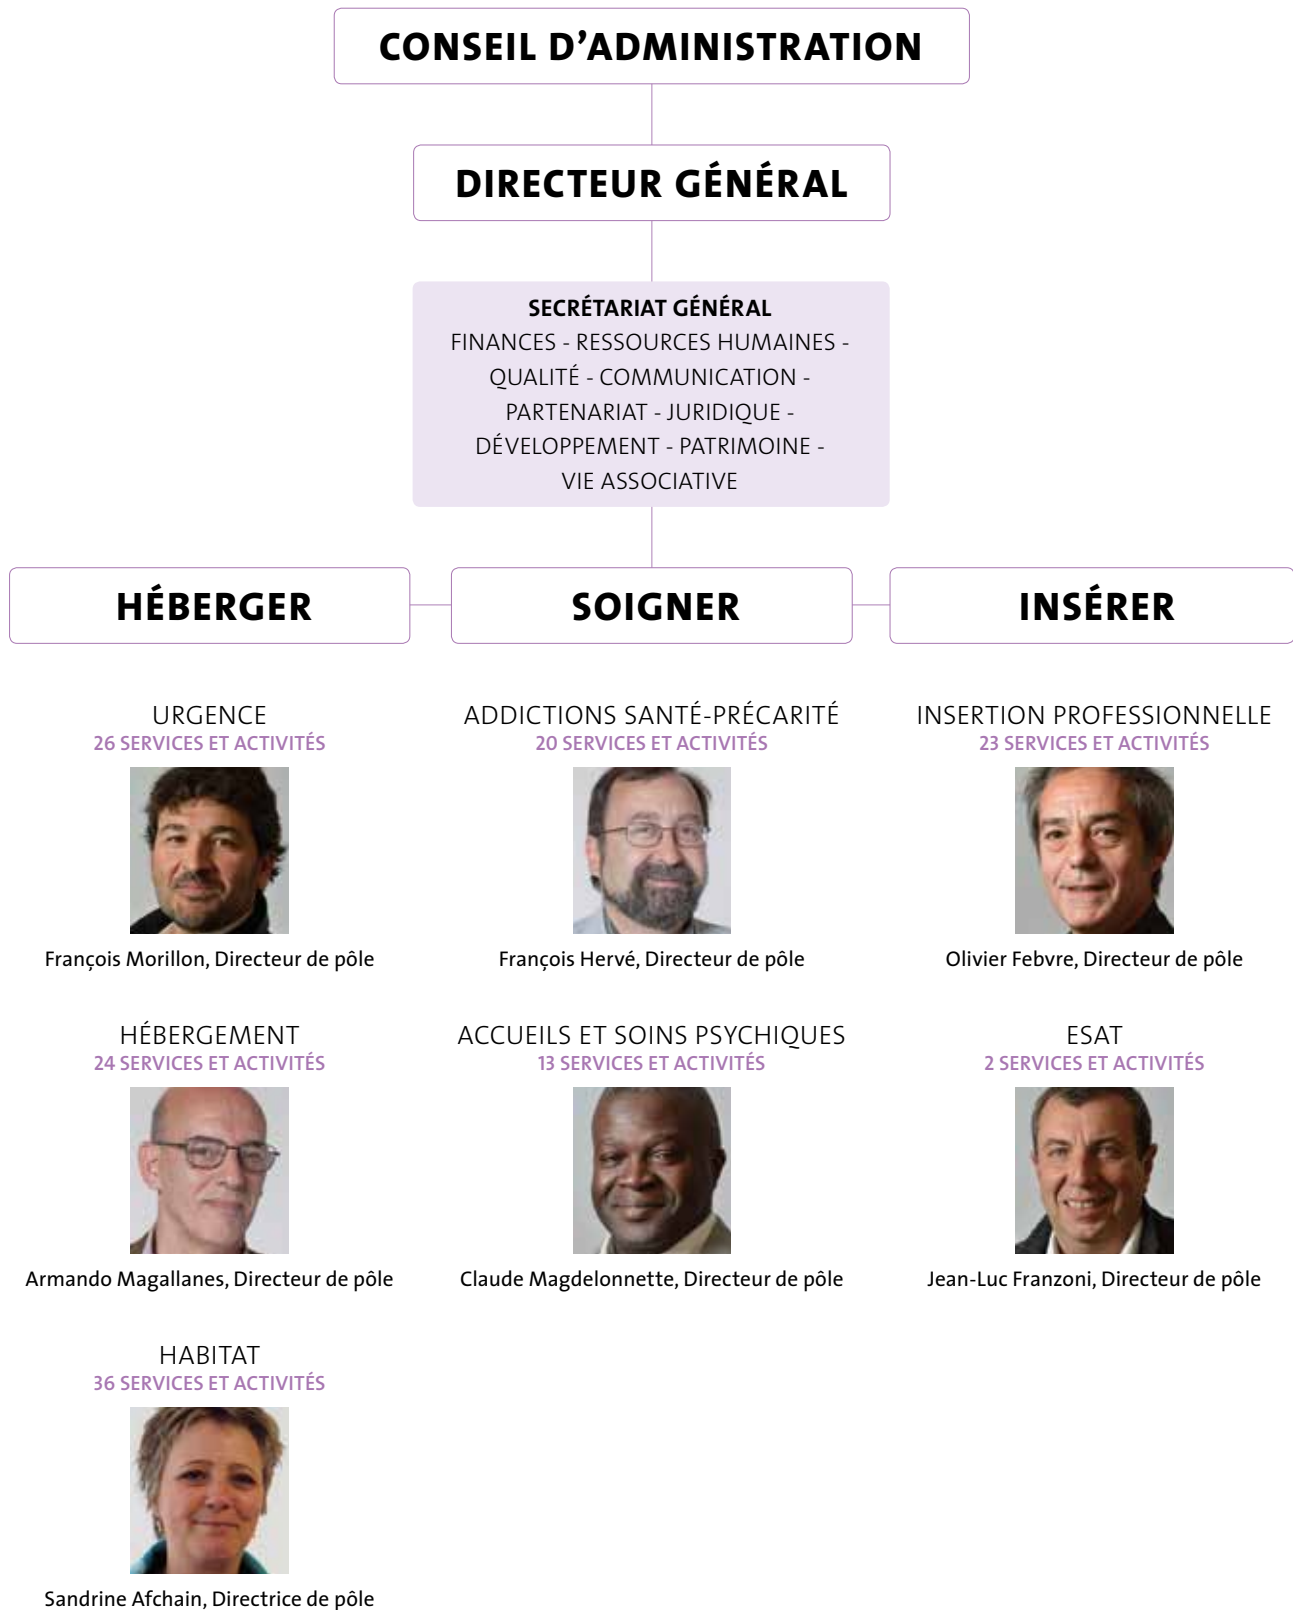 CONSEIL D’ADMINISTRATION
DIRECTEUR GÉNÉRAL
SECRÉTARIAT GÉNÉRAL
FINANCES - RESSOURCES HUMAINES -
QUALITÉ - COMMUNICATION -
PARTENARIAT - JURIDIQUE -
DÉVELOPPEMENT - PATRIMOINE -
VIE ASSOCIATIVE
HÉBERGER
SOIGNER
INSÉRER
URGENCE
26 SERVICES ET ACTIVITÉS
François Morillon, Directeur de pôle
HÉBERGEMENT
24 SERVICES ET ACTIVITÉS
Armando Magallanes, Directeur de pôle
HABITAT
36 SERVICES ET ACTIVITÉS
Sandrine Afchain, Directrice de pôle
ADDICTIONS SANTÉ-PRÉCARITÉ
20 SERVICES ET ACTIVITÉS
François Hervé, Directeur de pôle
ACCUEILS ET SOINS PSYCHIQUES
13 SERVICES ET ACTIVITÉS
Claude Magdelonnette, Directeur de pôle
INSERTION PROFESSIONNELLE
23 SERVICES ET ACTIVITÉS
Olivier Febvre, Directeur de pôle
ESAT
2 SERVICES ET ACTIVITÉS
Jean-Luc Franzoni, Directeur de pôle